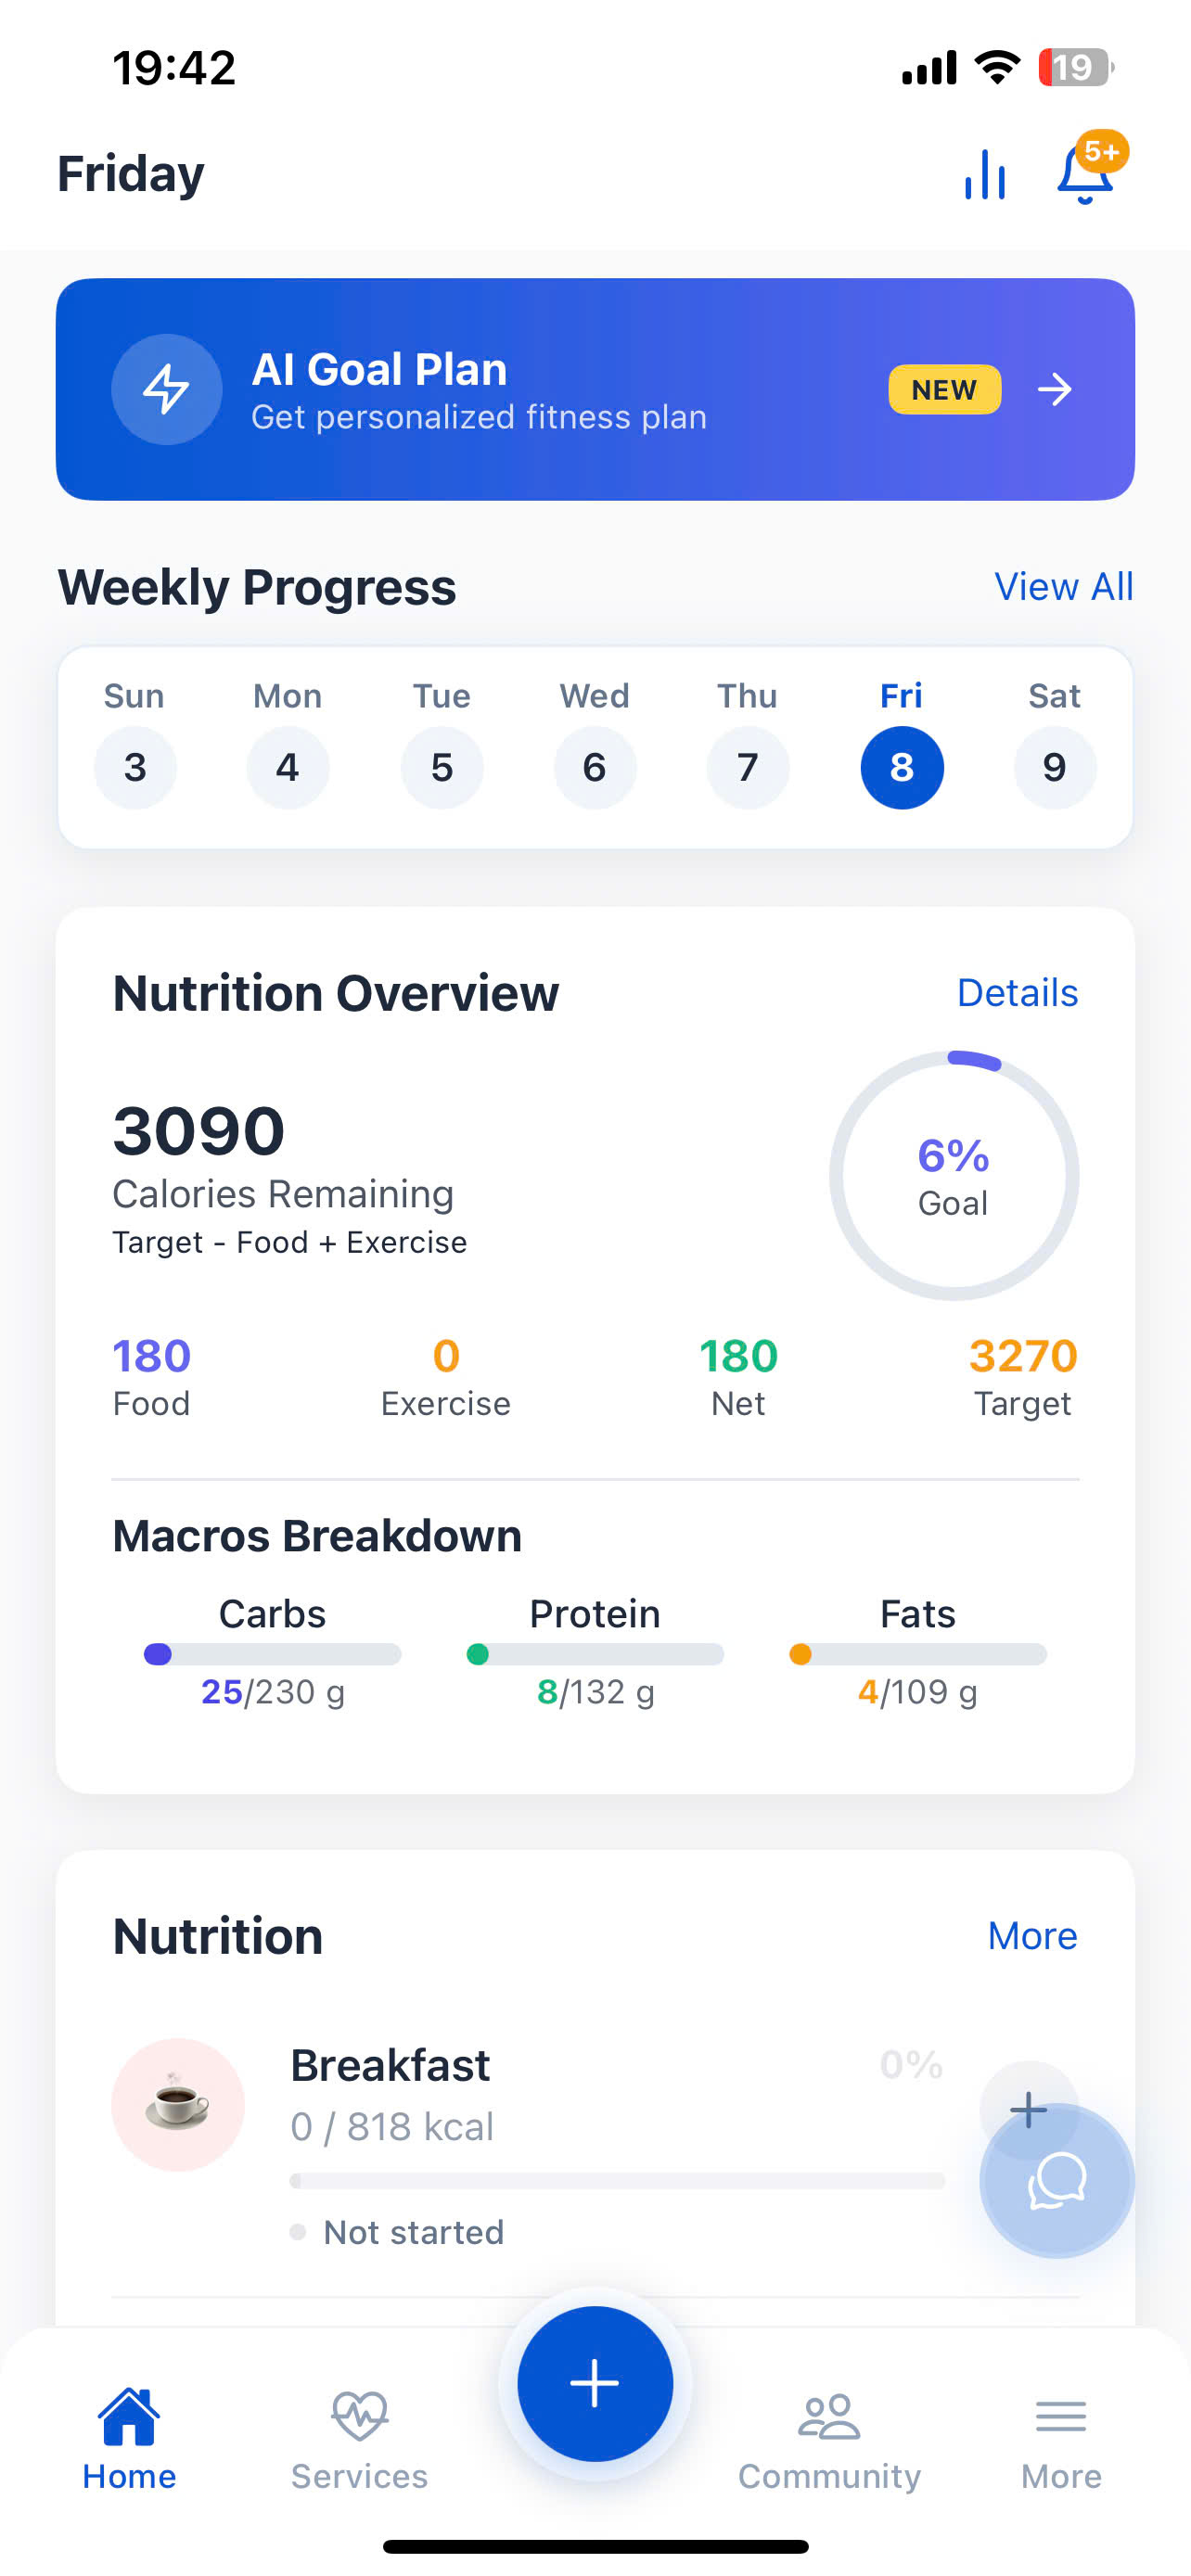 19:42
19
Friday
5+
AI Goal Plan
Get personalized fitness plan
NEW
Weekly Progress
View All
Sun Mon Tue Wed Thu Fri Sat
3 4 5 6 7 8 9
Nutrition Overview
Details
3090
Calories Remaining
Target - Food + Exercise
6%
Goal
180 0 180 3270
Food Exercise Net Target
Macros Breakdown
Carbs Protein Fats
25/230 g 8/132 g 4/109 g
Nutrition
More
Breakfast
0%
0 / 818 kcal
Not started
Home Services Community More